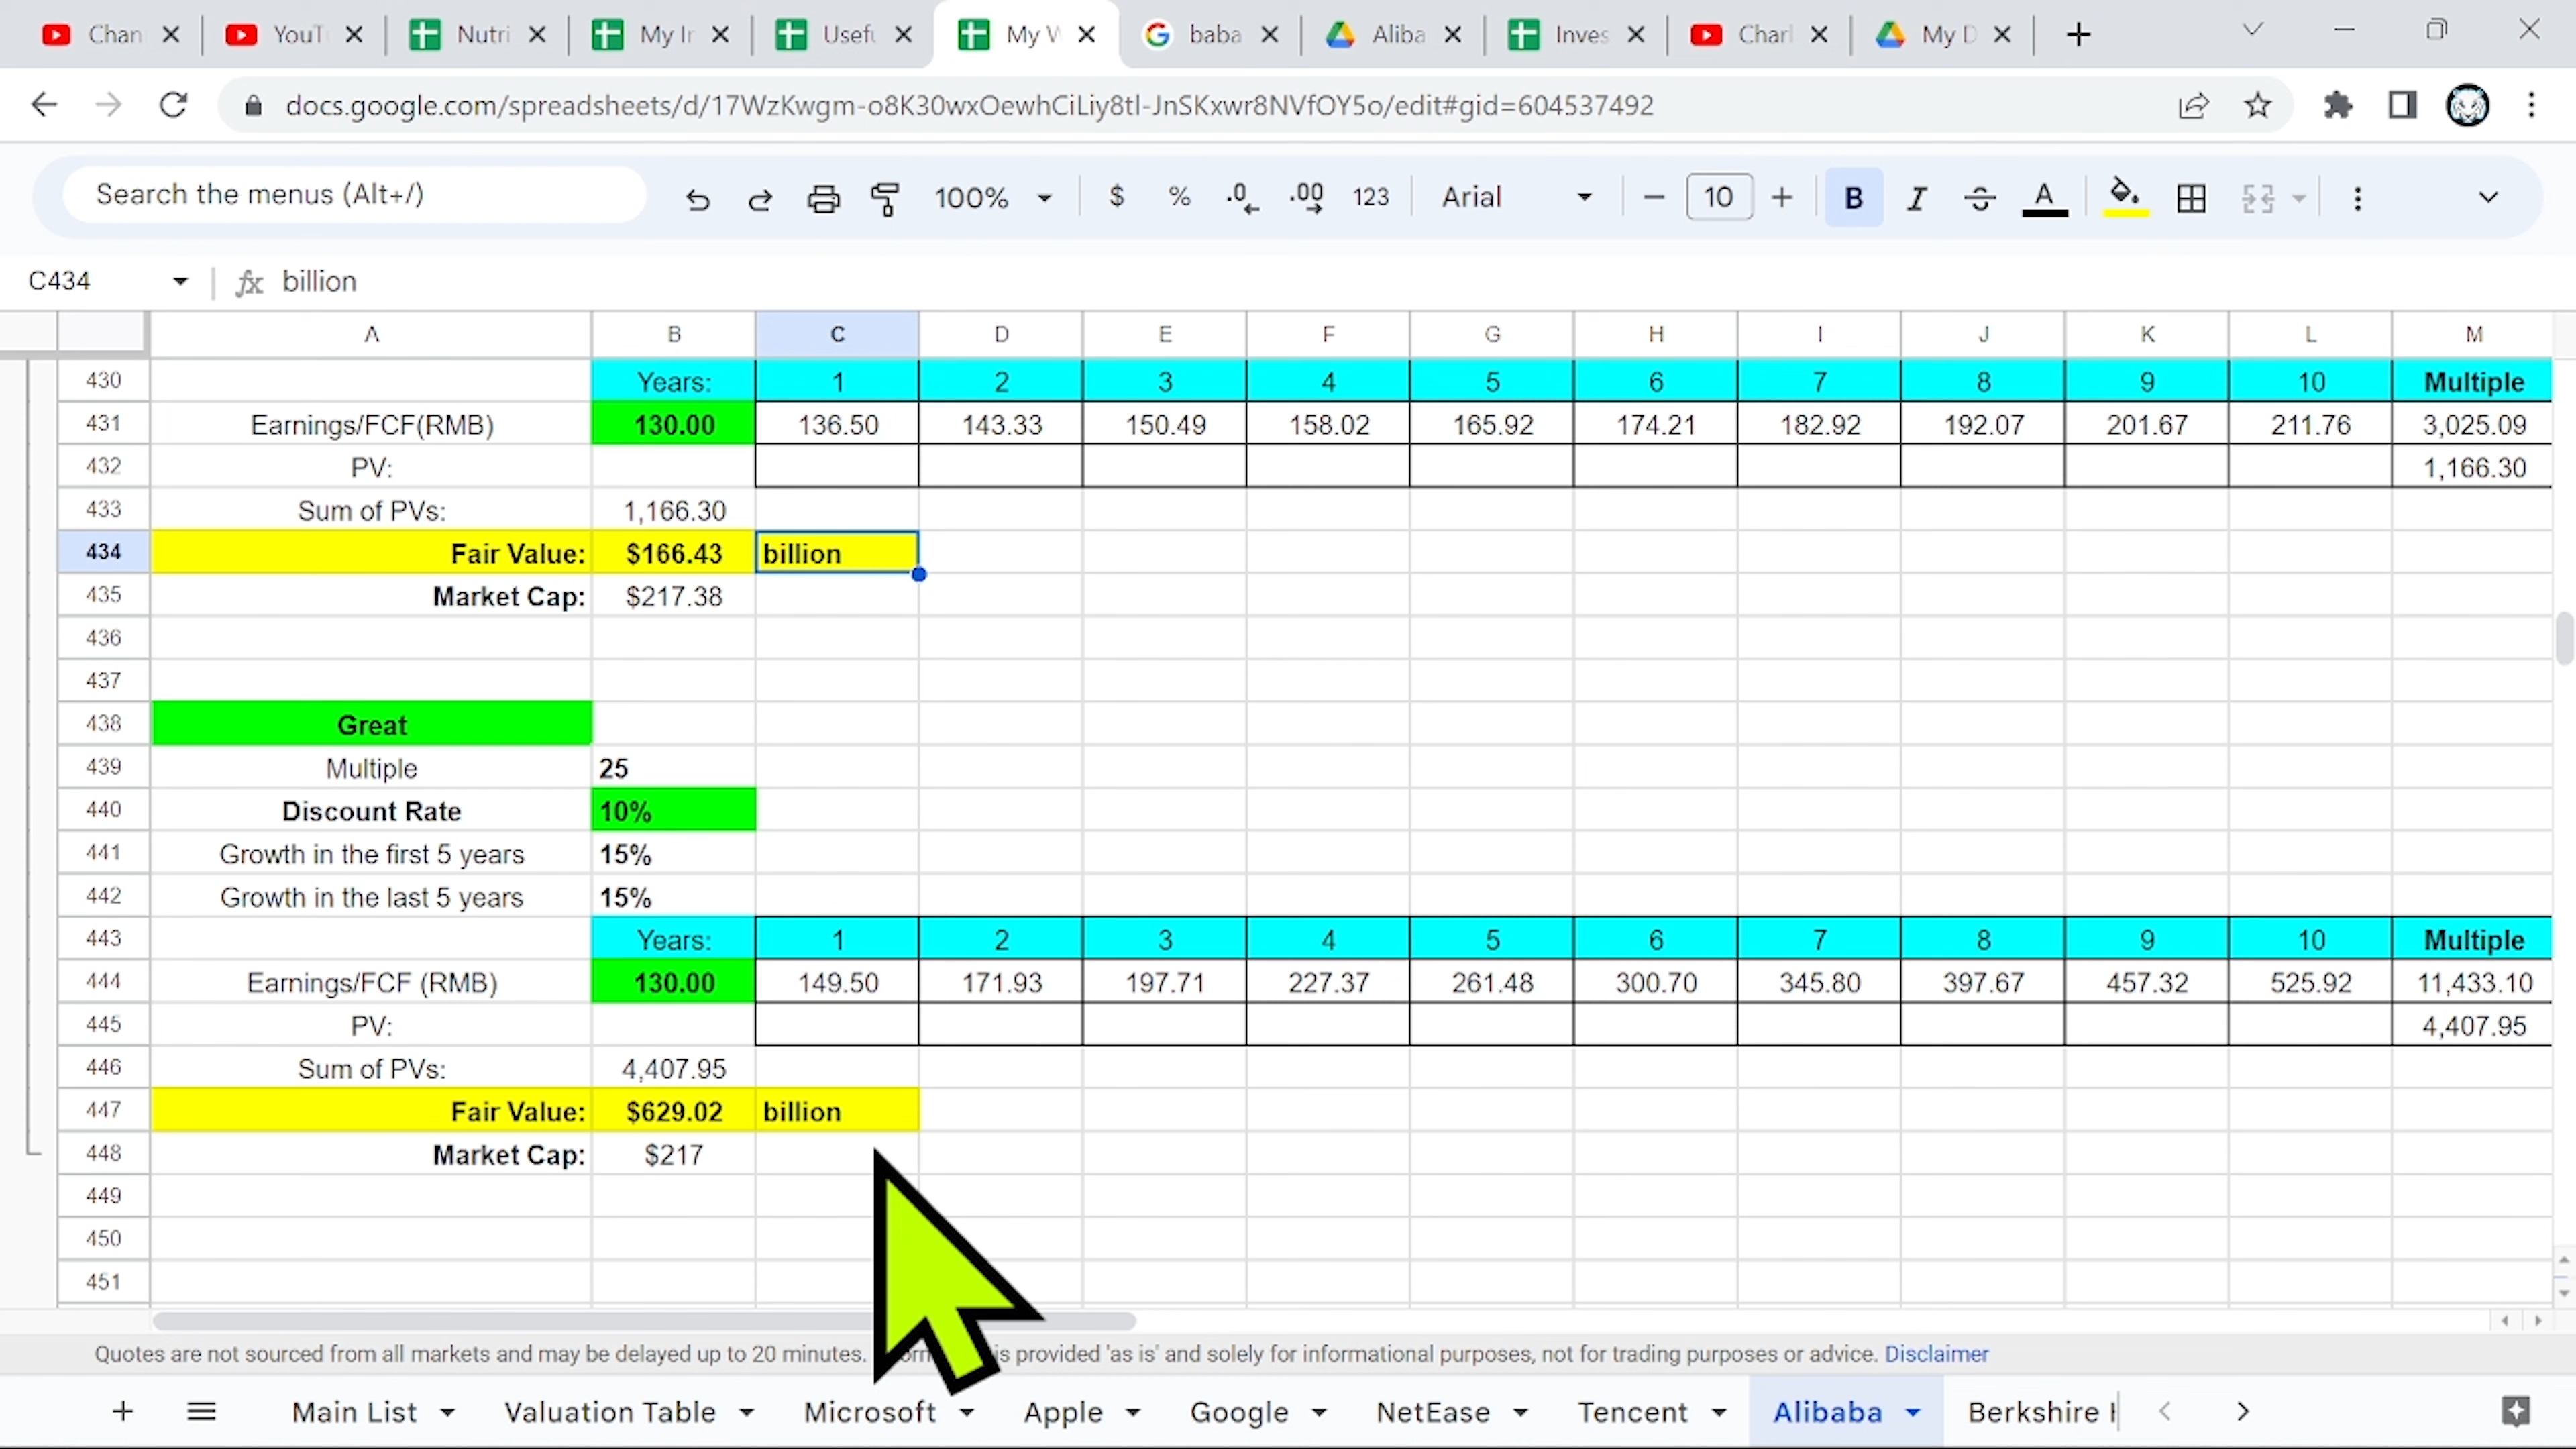 Chan YouT Nutri My Ir Usefu My W baba Aliba Inves Charl My D
docs.google.com/spreadsheets/d/17WzKwgm-o8K30wxOewhCiLiy8tl-JnSKxwr8NVfOY5o/edit#gid=604537492
Search the menus (Alt+/) 100% $ % .0 .00 123 Arial 10 B I A
C434 fx billion
A B C D E F G H I J K L M
430 Years: 1 2 3 4 5 6 7 8 9 10 Multiple
431 Earnings/FCF(RMB) 130.00 136.50 143.33 150.49 158.02 165.92 174.21 182.92 192.07 201.67 211.76 3,025.09
432 PV: 1,166.30
433 Sum of PVs: 1,166.30
434 Fair Value: $166.43 billion
435 Market Cap: $217.38
436
437
438 Great
439 Multiple 25
440 Discount Rate 10%
441 Growth in the first 5 years 15%
442 Growth in the last 5 years 15%
443 Years: 1 2 3 4 5 6 7 8 9 10 Multiple
444 Earnings/FCF (RMB) 130.00 149.50 171.93 197.71 227.37 261.48 300.70 345.80 397.67 457.32 525.92 11,433.10
445 PV: 4,407.95
446 Sum of PVs: 4,407.95
447 Fair Value: $629.02 billion
448 Market Cap: $217
449
450
451
Quotes are not sourced from all markets and may be delayed up to 20 minutes. is provided 'as is' and solely for informational purposes, not for trading purposes or advice. Disclaimer
Main List Valuation Table Microsoft Apple Google NetEase Tencent Alibaba Berkshire